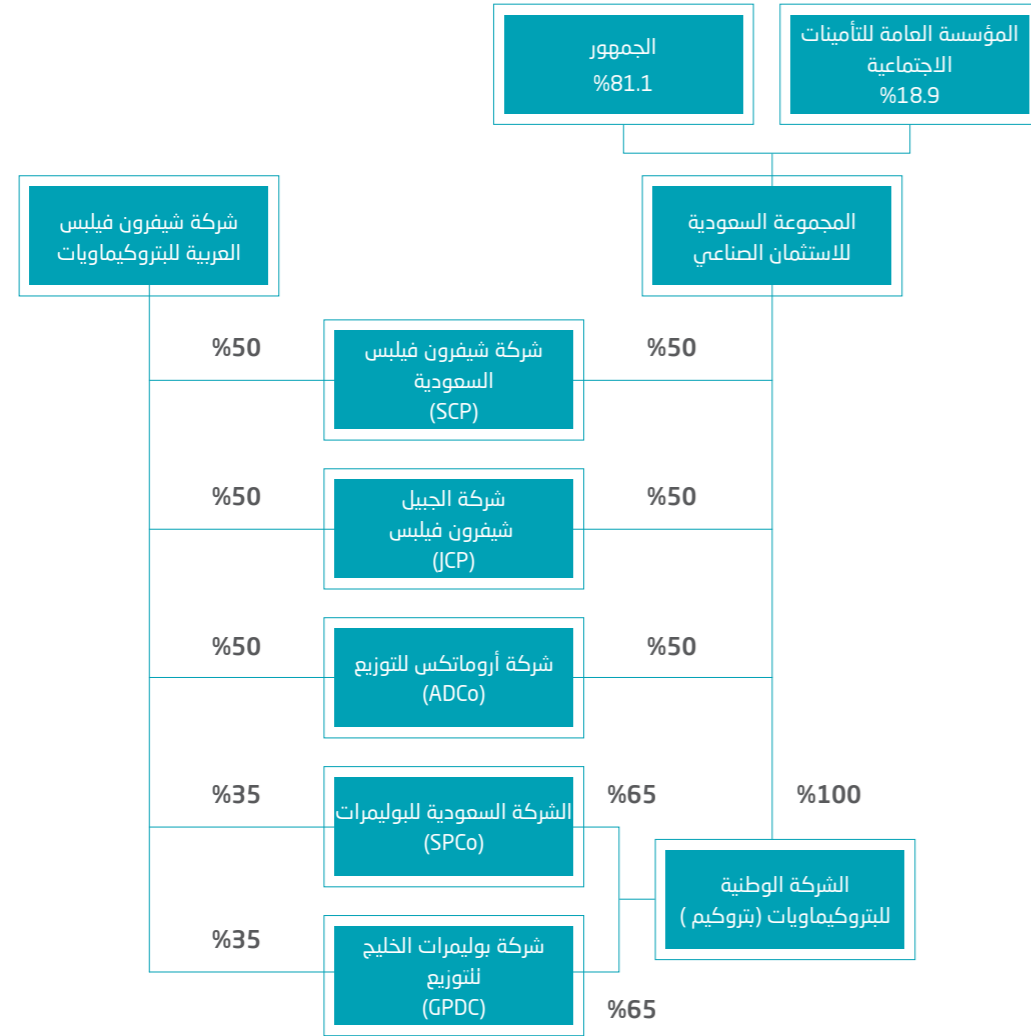 المؤسسة العامة للتأمينات
الاجتماعية
%18.9
الجمهور
%81.1
المجموعة السعودية
للاستثمان الصناعي
شركة شيفرون فيلبس
العربية للبتروكيماويات
%50
شركة شيفرون فيلبس
السعودية
(SCP)
%50
%50
شركة الجبيل
شيفرون فيلبس
(JCP)
%50
%50
شركة أروماتكس للتوزيع
(ADCo)
%50
%100
%65
الشركة السعودية للبوليمرات
(SPCo)
%35
الشركة الوطنية
للبتروكيماويات (بتروكيم )
شركة بوليمرات الخليج
للتوزيع
(GPDC)
%35
%65